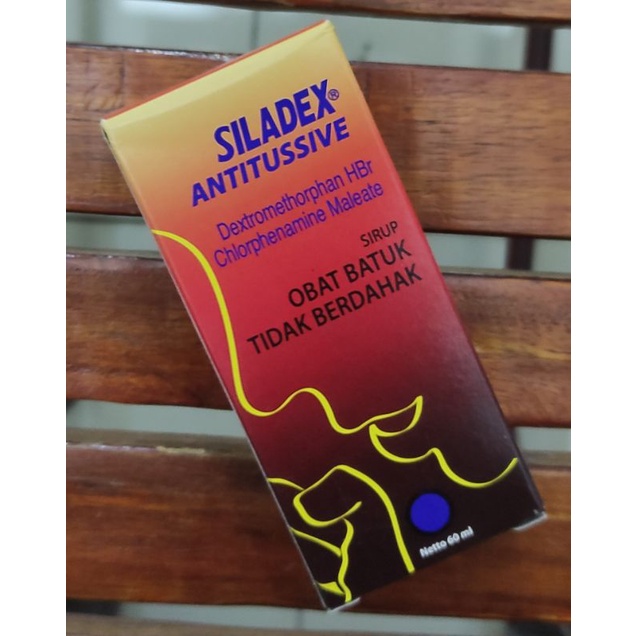 SILADEX®
ANTITUSSIVE
Dextromethorphan HBr
Chlorphenamine Maleate
SIRUP
OBAT BATUK
TIDAK BERDAHAK
Netto 60 ml